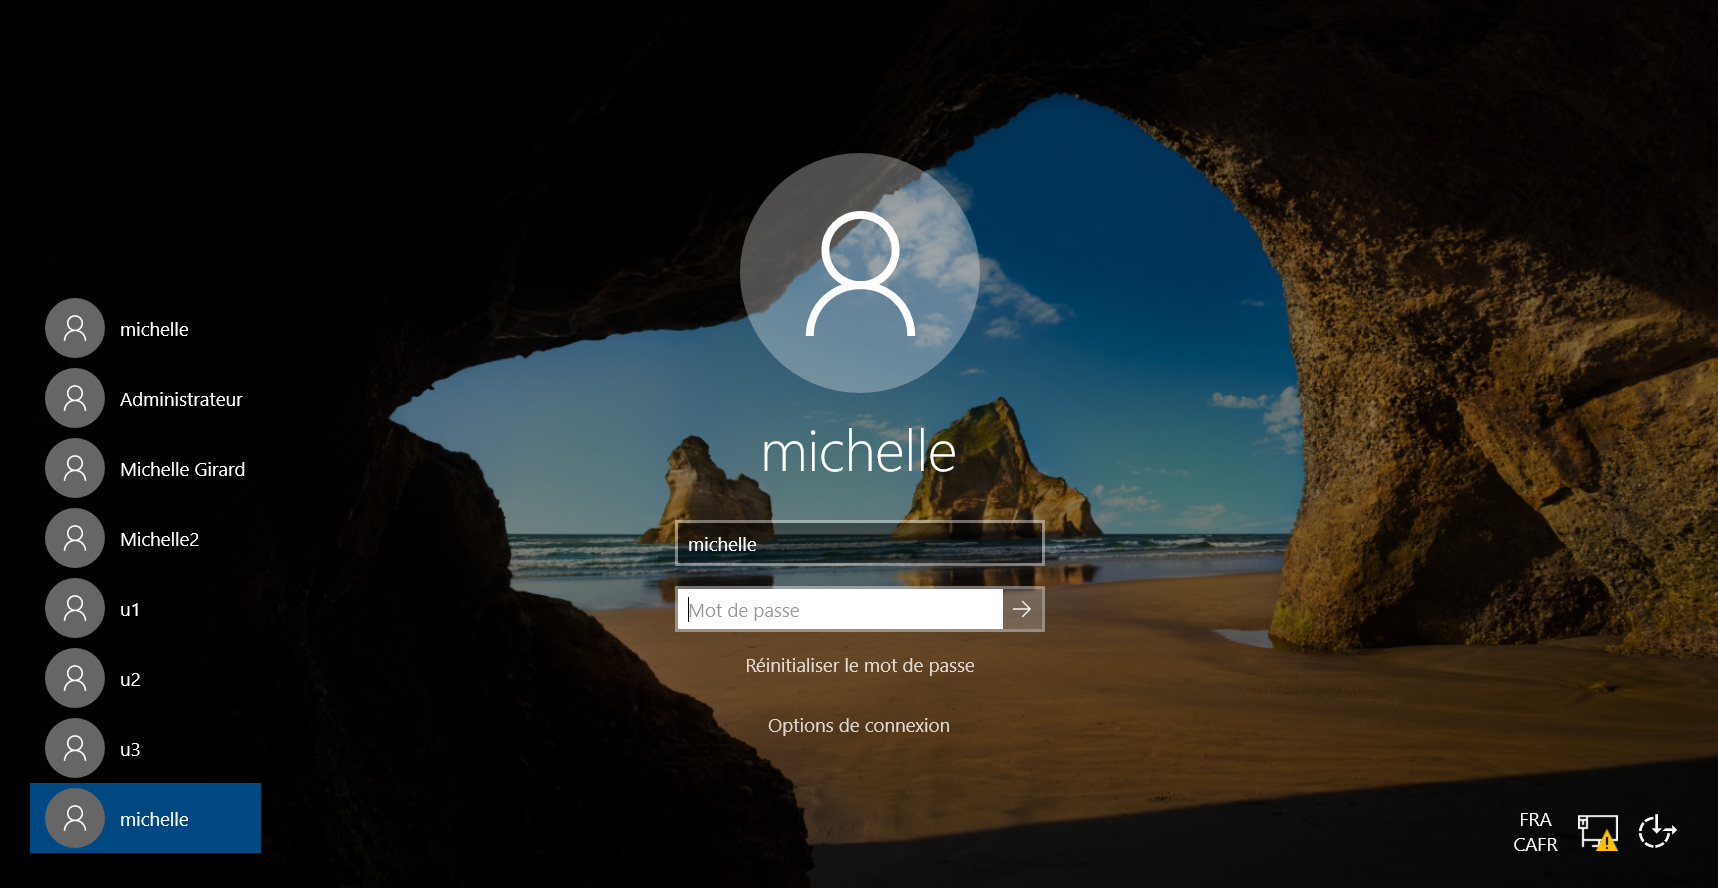 michelle
Administrateur
Michelle Girard
Michelle2
u1
u2
u3
michelle
michelle
michelle
Mot de passe
Réinitialiser le mot de passe
Options de connexion
FRA
CAFR